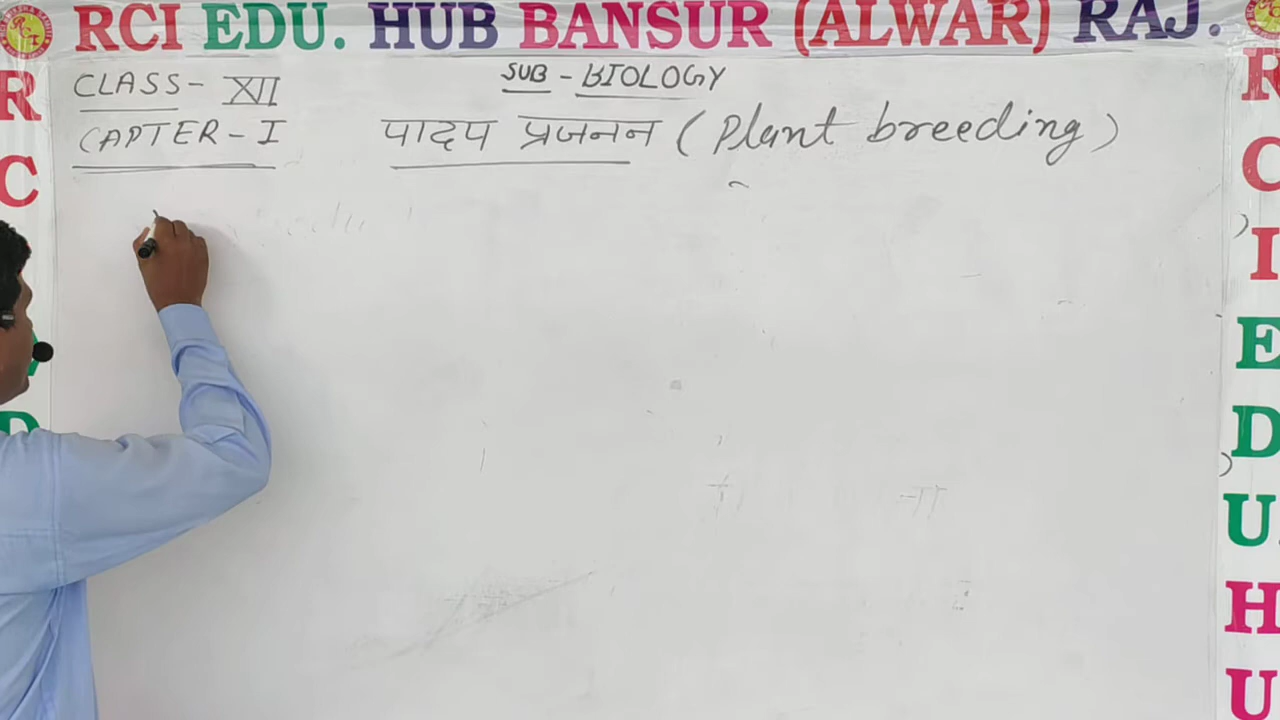 RCI EDU. HUB BANSUR (ALWAR) RAJ.
CLASS- XII SUB - BIOLOGY
CAPTER-I पादप प्रजनन (Plant breeding)
R
C
D
R
C
I
E
D
U
H
U